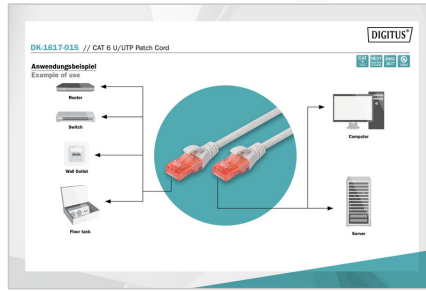 DIGITUS®
DK-1617-015 // CAT 6 U/UTP Patch Cord
Anwendungsbeispiel
Example of use
CAT
Router
Switch
Wall Outlet
Floor tank
Computer
Server